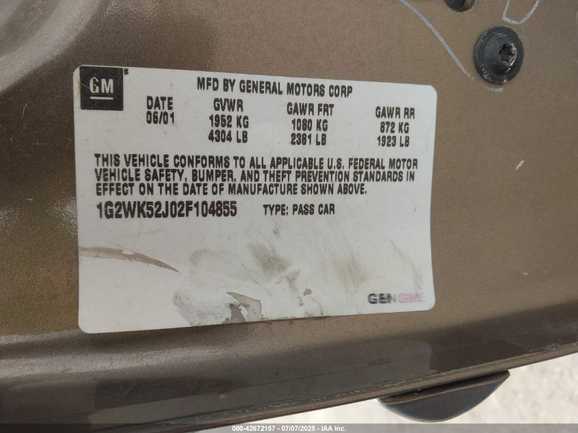 GM
MFD BY GENERAL MOTORS CORP
DATE GVWR GAWR FRT GAWR RR
06/01 1952 KG 1080 KG 872 KG
4304 LB 2381 LB 1923 LB
THIS VEHICLE CONFORMS TO ALL APPLICABLE U.S. FEDERAL MOTOR
VEHICLE SAFETY, BUMPER, AND THEFT PREVENTION STANDARDS IN
EFFECT ON THE DATE OF MANUFACTURE SHOWN ABOVE.
1G2WK52J02F104855 TYPE: PASS CAR
GENGME
000-42672157 - 07/07/2025 - IAA Inc.